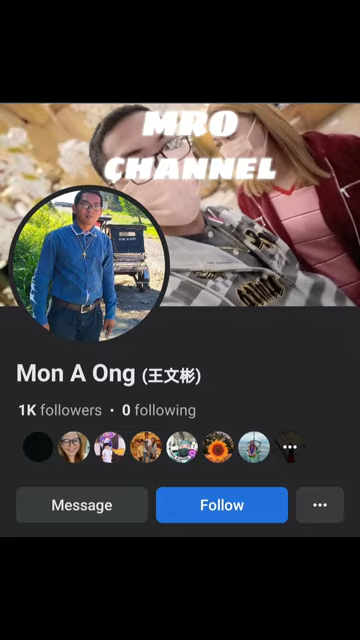 MRO
CHANNEL
Mon A Ong (王文彬)
1K followers • 0 following
Message
Follow